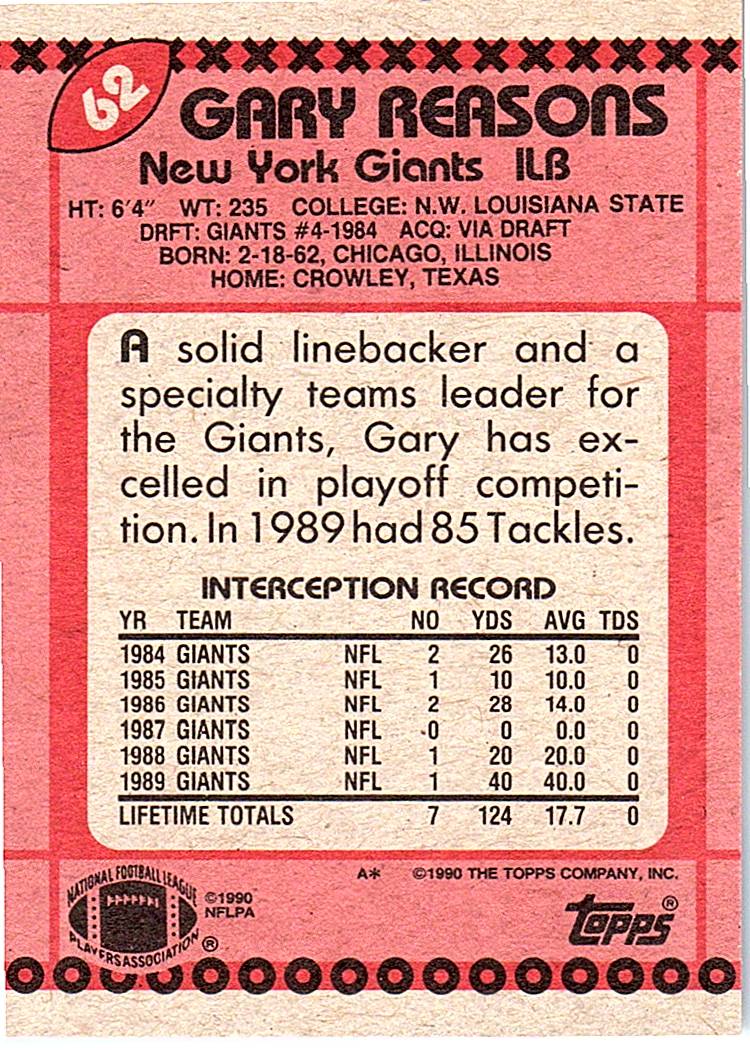 62
GARY REASONS
New York Giants ILB
HT: 6'4" WT: 235 COLLEGE: N.W. LOUISIANA STATE
DRFT: GIANTS #4-1984 ACQ: VIA DRAFT
BORN: 2-18-62, CHICAGO, ILLINOIS
HOME: CROWLEY, TEXAS
A solid linebacker and a
specialty teams leader for
the Giants, Gary has ex-
celled in playoff competi-
tion. In 1989 had 85 Tackles.
INTERCEPTION RECORD
YR TEAM NO YDS AVG TDS
1984 GIANTS NFL 2 26 13.0 0
1985 GIANTS NFL 1 10 10.0 0
1986 GIANTS NFL 2 28 14.0 0
1987 GIANTS NFL 0 0 0.0 0
1988 GIANTS NFL 1 20 20.0 0
1989 GIANTS NFL 1 40 40.0 0
LIFETIME TOTALS 7 124 17.7 0
A* ©1990 THE TOPPS COMPANY, INC.
NATIONAL FOOTBALL LEAGUE
PLAYERS ASSOCIATION ®
©1990
NFLPA
topps ®